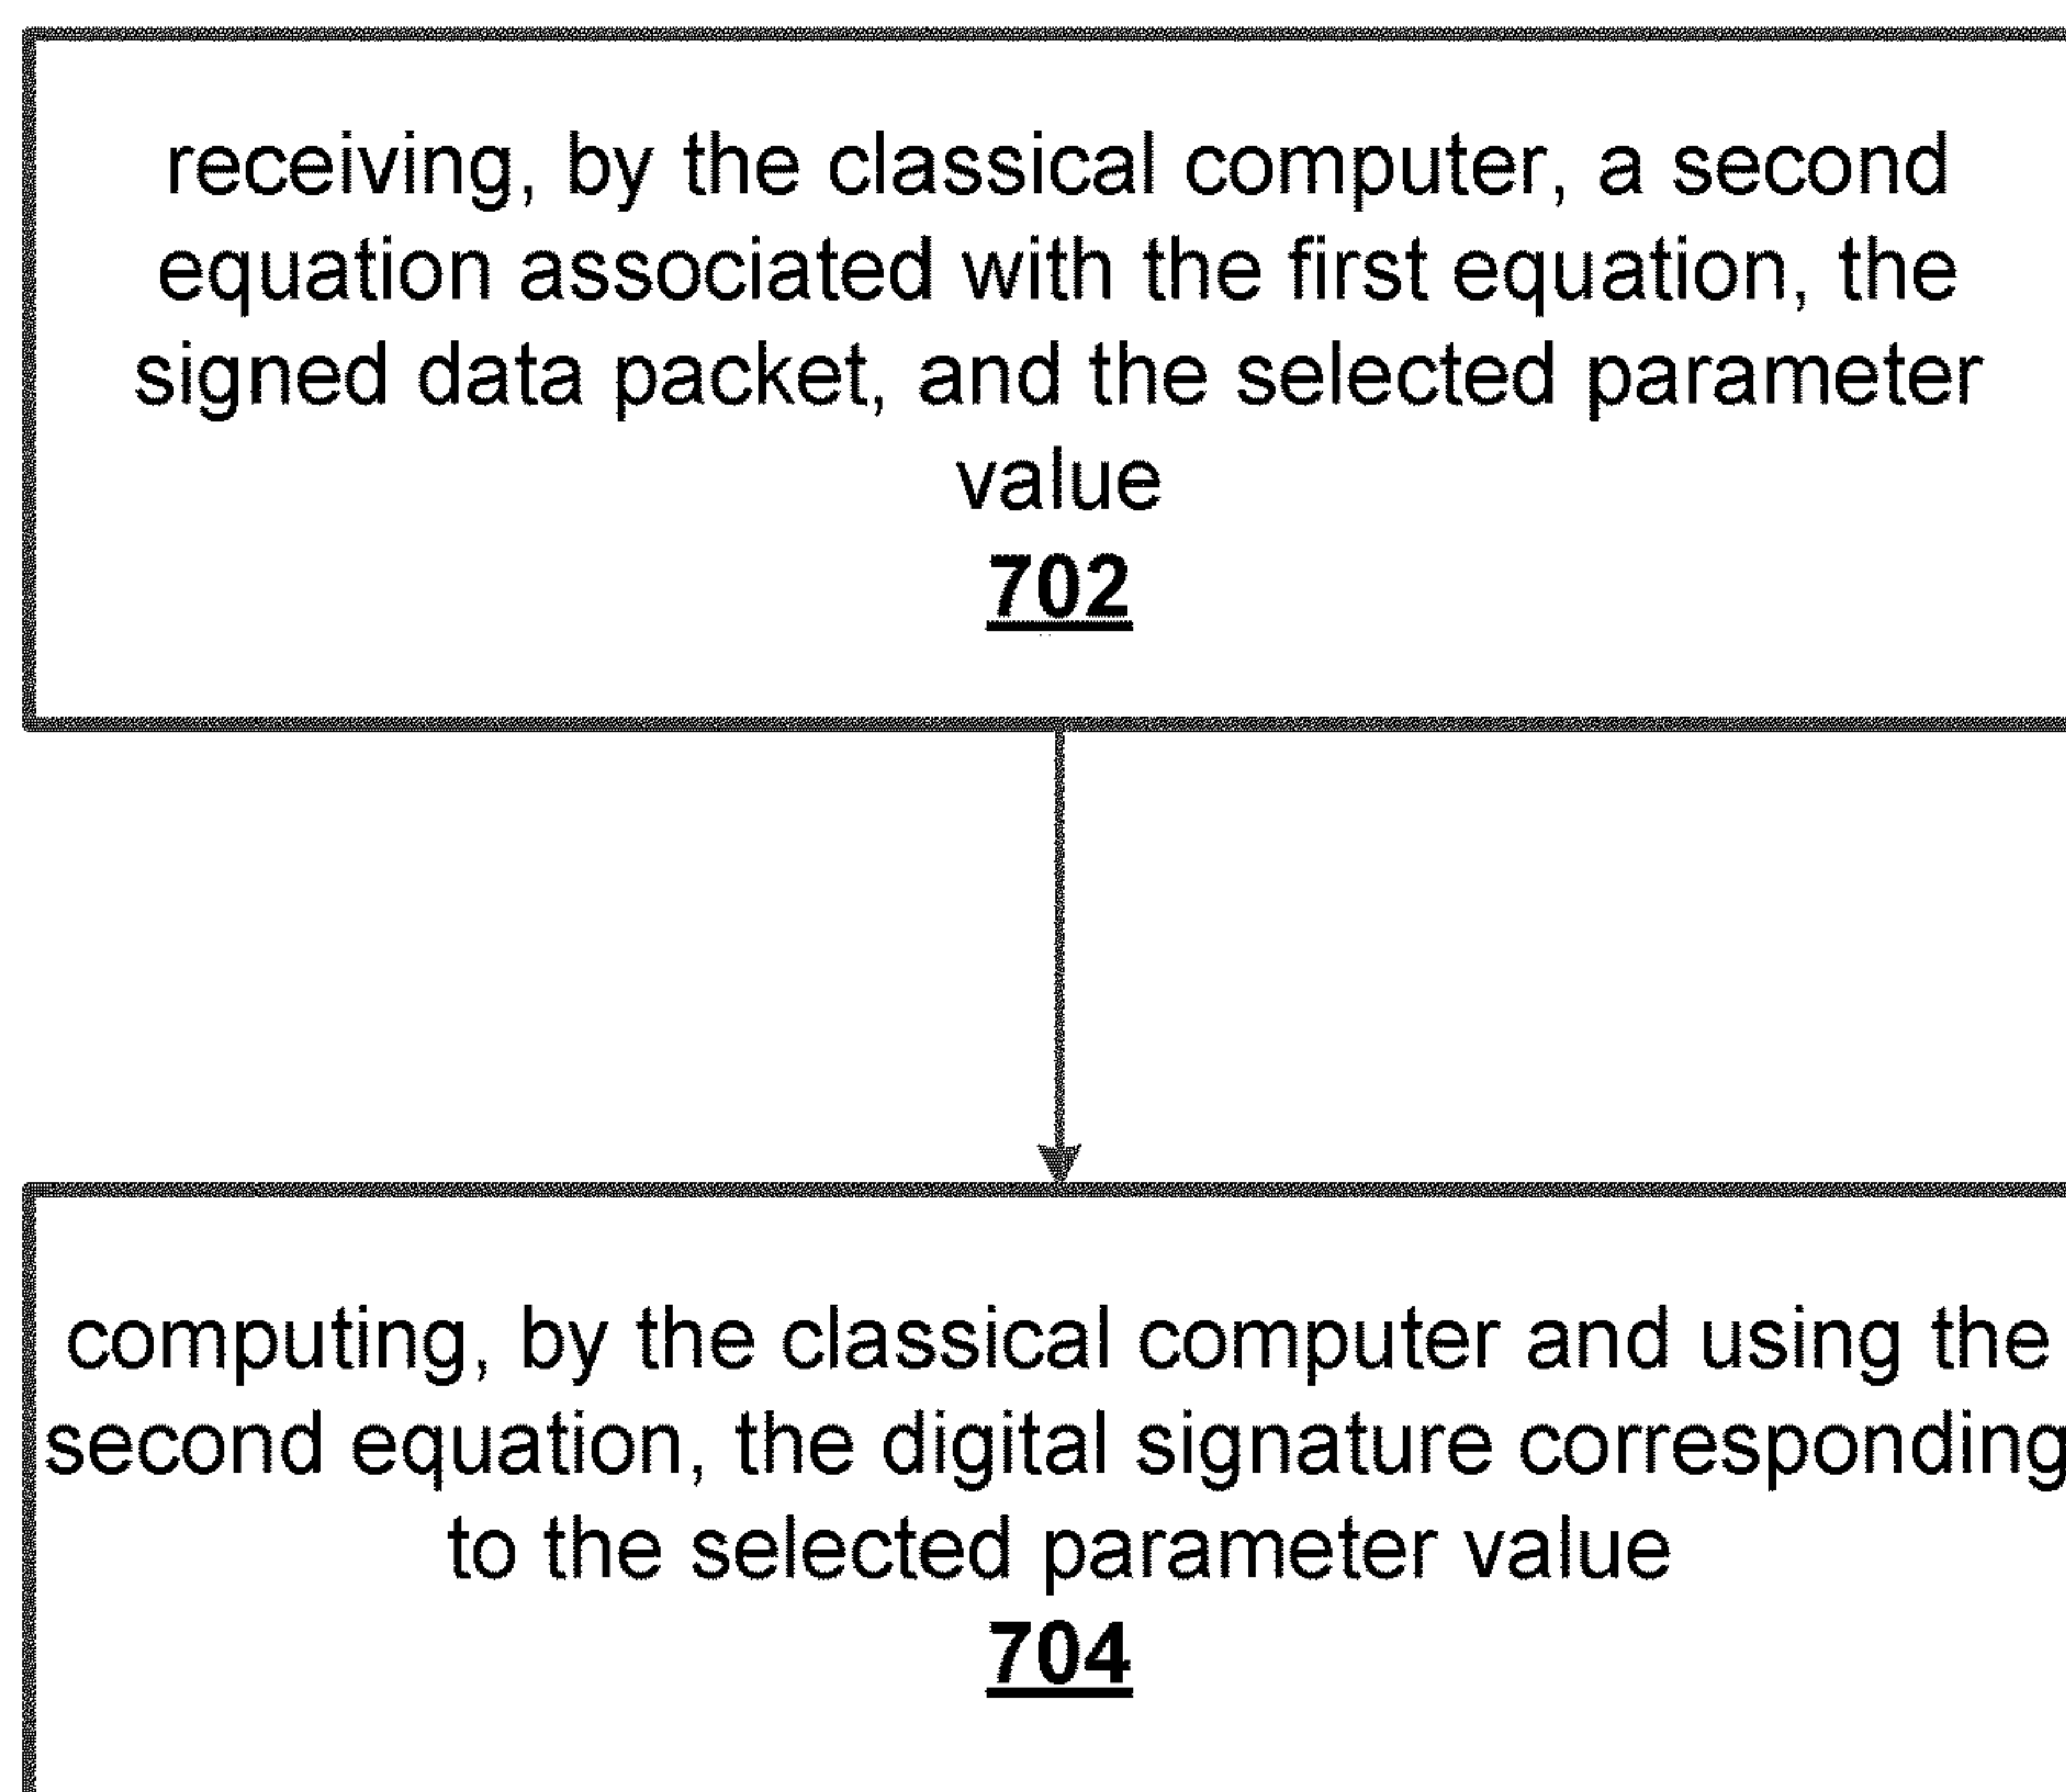 receiving, by the classical computer, a second
equation associated with the first equation, the
signed data packet, and the selected parameter
value
702
computing, by the classical computer and using the
second equation, the digital signature corresponding
to the selected parameter value
704